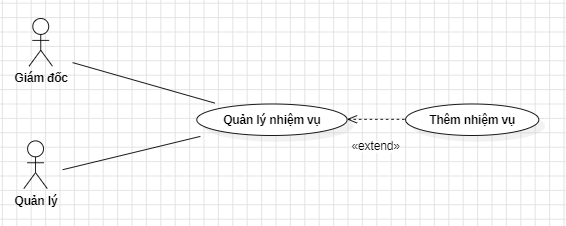 Giám đốc
Quản lý nhiệm vụ
Thêm nhiệm vụ
«extend»
Quản lý